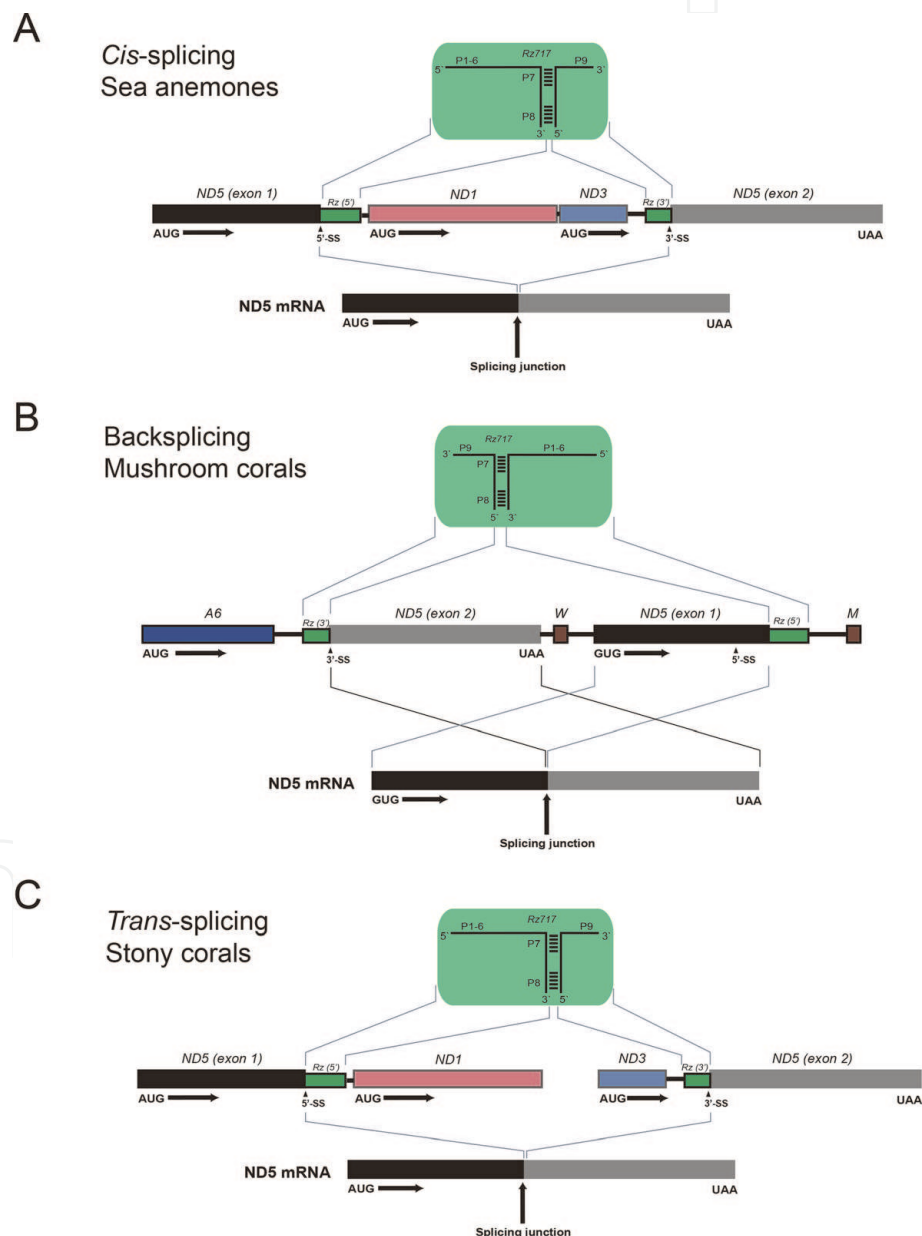 A
Cis-splicing
Sea anemones
Rz717
5´ P1-6 P9 3´
P7
P8
3´ 5´
ND5 (exon 1) Rz (5') ND1 ND3 Rz (3') ND5 (exon 2)
AUG 5'-SS AUG AUG 3'-SS UAA
ND5 mRNA
AUG UAA
Splicing junction
B
Backsplicing
Mushroom corals
Rz717
3´ P9 P1-6 5´
P7
P8
5´ 3´
A6 Rz (3') ND5 (exon 2) W ND5 (exon 1) Rz (5') M
AUG 3'-SS UAA GUG 5'-SS
ND5 mRNA
GUG UAA
Splicing junction
C
Trans-splicing
Stony corals
Rz717
5´ P1-6 P9 3´
P7
P8
3´ 5´
ND5 (exon 1) Rz (5') ND1 ND3 Rz (3') ND5 (exon 2)
AUG 5'-SS AUG AUG 3'-SS UAA
ND5 mRNA
AUG UAA
Splicing junction